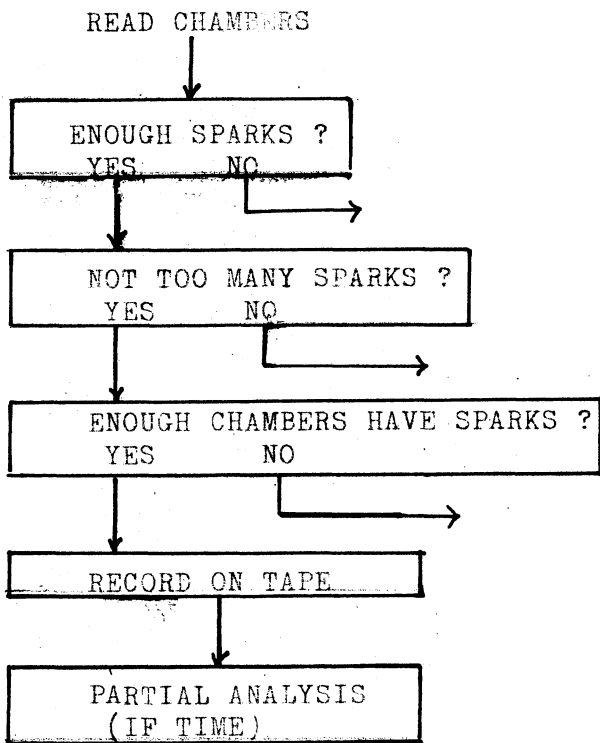 READ CHAMBERS
ENOUGH SPARKS ?
YES NO
NOT TOO MANY SPARKS ?
YES NO
ENOUGH CHAMBERS HAVE SPARKS ?
YES NO
RECORD ON TAPE
PARTIAL ANALYSIS
(IF TIME)